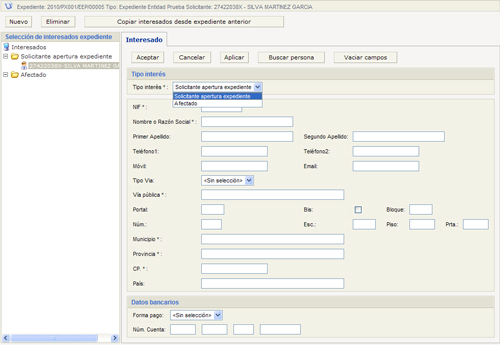 Expediente: 2010/PX001/EEP/00005 Tipo: Expediente Entidad Prueba Solicitante: 27422038X - SILVA MARTINEZ GARCIA
Nuevo Eliminar Copiar interesados desde expediente anterior
Selección de interesados expediente
Interesados
Solicitante apertura expediente
27422038X-SILVA MARTINEZ GAR
Afectado
Interesado
Aceptar Cancelar Aplicar Buscar persona Vaciar campos
Tipo interés
Tipo interés * : Solicitante apertura expediente
Solicitante apertura expediente
Afectado
NIF * :
Nombre o Razón Social * :
Primer Apellido: Segundo Apellido:
Teléfono1: Teléfono2:
Móvil: Email:
Tipo Via: <Sin selección>
Vía pública * :
Portal: Bis: Bloque:
Núm.: Esc.: Piso: Prta.:
Municipio * :
Provincia * :
CP. * :
País:
Datos bancarios
Forma pago: <Sin selección>
Núm. Cuenta: